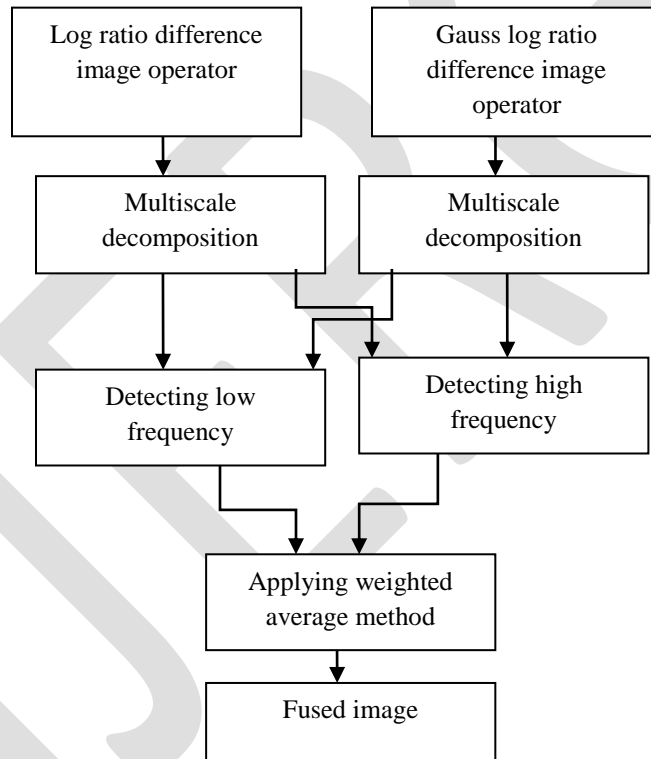 Log ratio difference
image operator
Gauss log ratio
difference image
operator
Multiscale
decomposition
Multiscale
decomposition
Detecting low
frequency
Detecting high
frequency
Applying weighted
average method
Fused image